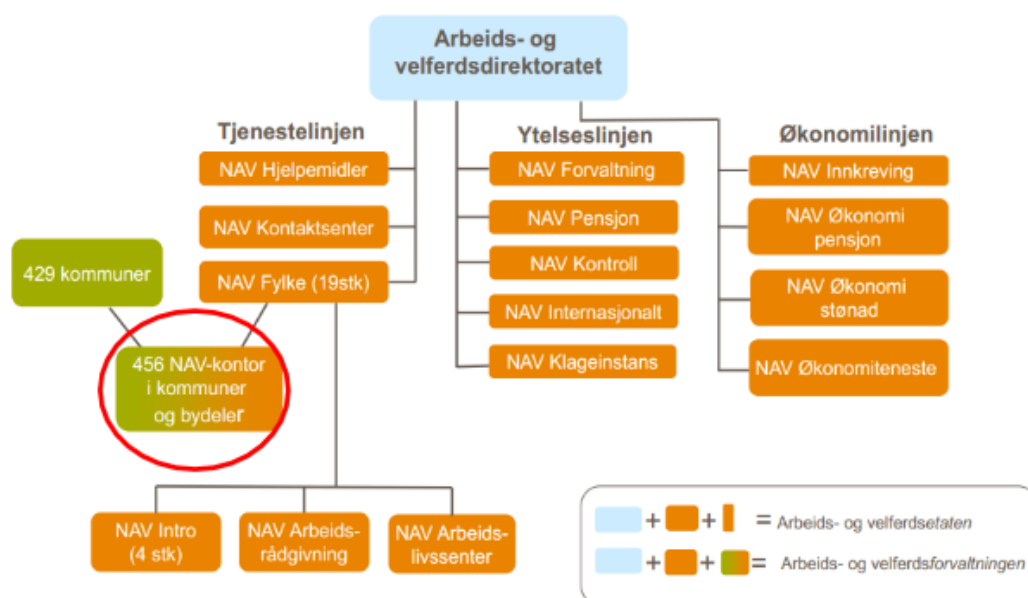 Arbeids- og
velferdsdirektoratet
Tjenestelinjen
NAV Hjelpemidler
NAV Kontaktsenter
NAV Fylke (19stk)
429 kommuner
456 NAV-kontor
i kommuner
og bydeler
NAV Intro
(4 stk)
NAV Arbeids-
rådgivning
NAV Arbeids-
livssenter
Ytelseslinjen
NAV Forvaltning
NAV Pensjon
NAV Kontroll
NAV Internasjonalt
NAV Klageinstans
Økonomilinjen
NAV Innkreving
NAV Økonomi
pensjon
NAV Økonomi
stønad
NAV Økonomiteneste
+ + = Arbeids- og velferdsetaten
+ + = Arbeids- og velferdsforvaltningen